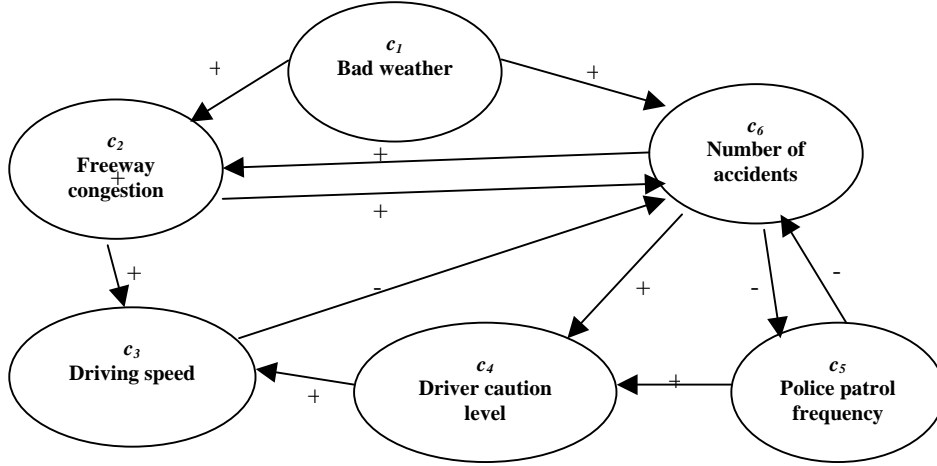 c1
Bad weather
+
+
c2
Freeway
+
congestion
c6
Number of
accidents
+
+
+
-
+
-
-
c3
Driving speed
+
c4
Driver caution
level
+
c5
Police patrol
frequency